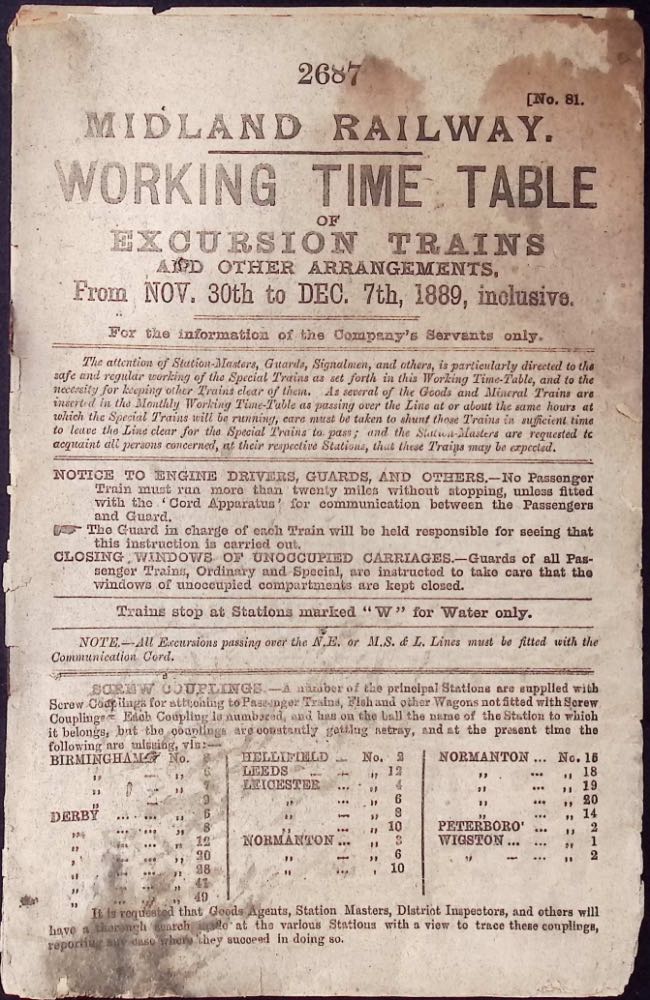 2687
[No. 81.
MIDLAND RAILWAY.
WORKING TIME TABLE
OF
EXCURSION TRAINS
AND OTHER ARRANGEMENTS,
From NOV. 30th to DEC. 7th, 1889, inclusive.
For the information of the Company's Servants only.
The attention of Station-Masters, Guards, Signalmen, and others, is particularly directed to the
safe and regular working of the Special Trains as set forth in this Working Time-Table, and to the
necessity for keeping other Trains clear of them. As several of the Goods and Mineral Trains are
inserted in the Monthly Working Time-Table as passing over the Line at or about the same hours at
which the Special Trains will be running, care must be taken to shunt those Trains in sufficient time
to leave the Line clear for the Special Trains to pass; and the Station-Masters are requested to
acquaint all persons concerned, at their respective Stations, that these Trains may be expected.
NOTICE TO ENGINE DRIVERS, GUARDS, AND OTHERS.—No Passenger
Train must run more than twenty miles without stopping, unless fitted
with the 'Cord Apparatus' for communication between the Passengers
and Guard.
☞ The Guard in charge of each Train will be held responsible for seeing that
this instruction is carried out.
CLOSING WINDOWS OF UNOCCUPIED CARRIAGES.—Guards of all Pas-
senger Trains, Ordinary and Special, are instructed to take care that the
windows of unoccupied compartments are kept closed.
Trains stop at Stations marked "W" for Water only.
NOTE.—All Excursions passing over the N.E. or M.S. & L. Lines must be fitted with the
Communication Cord.
SCREW COUPLINGS.—A number of the principal Stations are supplied with
Screw Couplings for attaching to Passenger Trains, Fish and other Wagons not fitted with Screw
Couplings. Each Coupling is numbered, and has on the ball the name of the Station to which
it belongs, but the couplings are constantly getting astray, and at the present time the
following are missing, viz:—
BIRMINGHAM No.
" "
" " 7
" 9
DERBY ... ... " 5
" ... ... " 8
" ... ... " 12
" ... ... " 20
" ... ... " 28
" ... ... " 41
" ... ... " 49
HELLIFIELD ... No. 2
LEEDS ... " 12
LEICESTER ... " 4
" ... " 6
" ... " 8
" ... " 10
NORMANTON ... " 3
" ... " 6
" ... " 10
NORMANTON ... No. 15
" ... " 18
" ... " 19
" ... " 20
" ... " 14
PETERBORO' ... " 2
WIGSTON ... ... " 1
" ... ... " 2
It is requested that Goods Agents, Station Masters, District Inspectors, and others will
have a thorough search made at the various Stations with a view to trace these couplings,
reporting any case where they succeed in doing so.